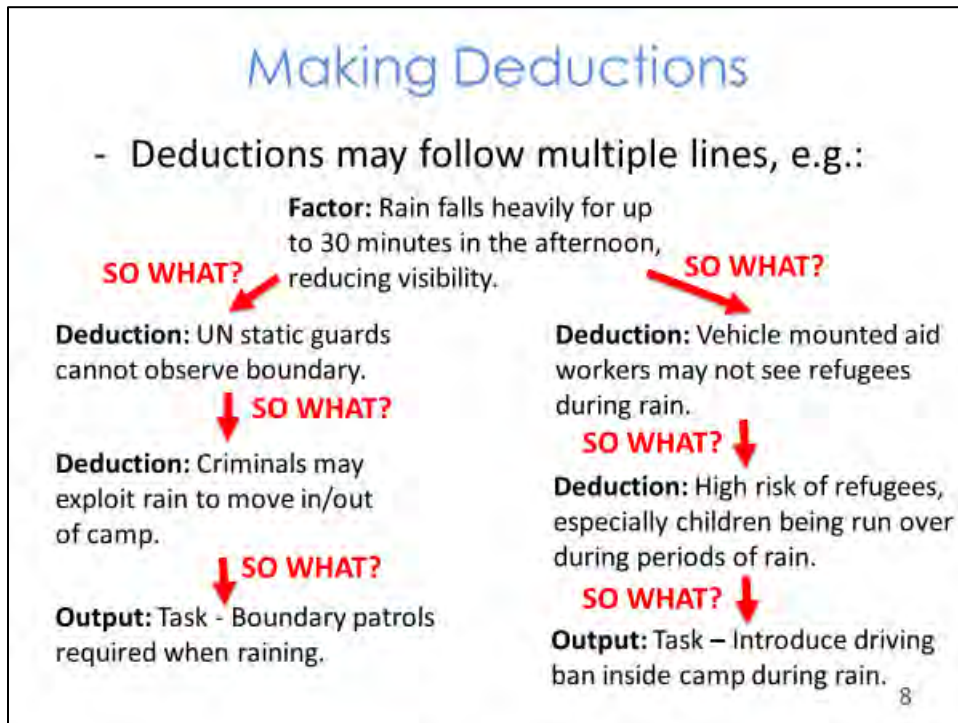 Making Deductions
- Deductions may follow multiple lines, e.g.:
Factor: Rain falls heavily for up
to 30 minutes in the afternoon,
reducing visibility.
SO WHAT?
SO WHAT?
Deduction: UN static guards
cannot observe boundary.
SO WHAT?
Deduction: Criminals may
exploit rain to move in/out
of camp.
SO WHAT?
Output: Task - Boundary patrols
required when raining.
Deduction: Vehicle mounted aid
workers may not see refugees
during rain.
SO WHAT?
Deduction: High risk of refugees,
especially children being run over
during periods of rain.
SO WHAT?
Output: Task – Introduce driving
ban inside camp during rain.
8